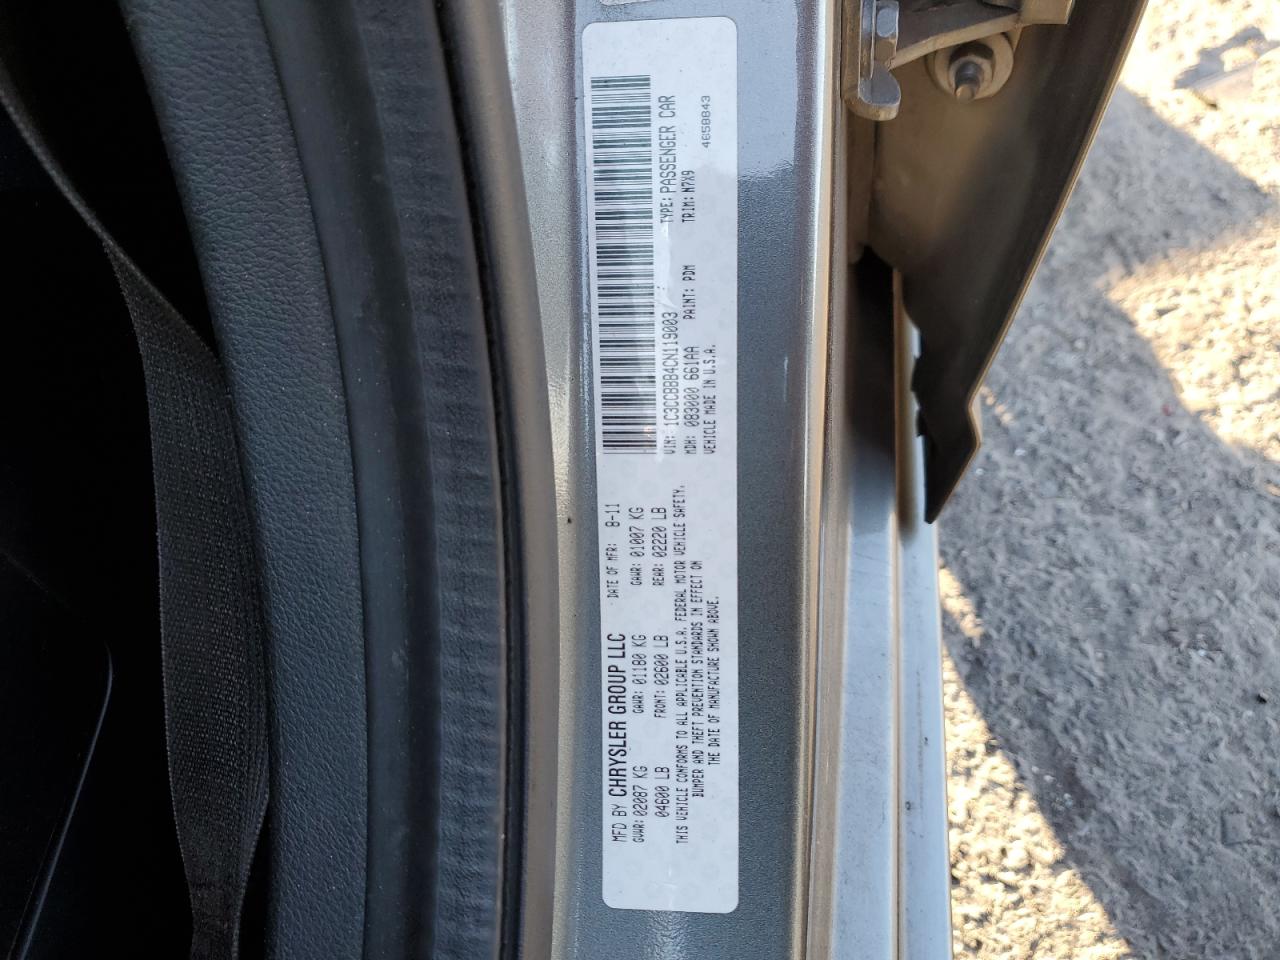 MFD BY CHRYSLER GROUP LLC DATE OF MFR: 8-11
GVWR: 02087 KG GAWR: 01180 KG GAWR: 01007 KG
04600 LB FRONT: 02600 LB REAR: 02220 LB
THIS VEHICLE CONFORMS TO ALL APPLICABLE U.S.A. FEDERAL MOTOR VEHICLE SAFETY,
BUMPER AND THEFT PREVENTION STANDARDS IN EFFECT ON
THE DATE OF MANUFACTURE SHOWN ABOVE.
VIN: 1C3CCBBB4CN119003 TYPE: PASSENGER CAR
MDH: 083000 661AA PAINT: PDM TRIM: N7X9
VEHICLE MADE IN U.S.A. 4658843